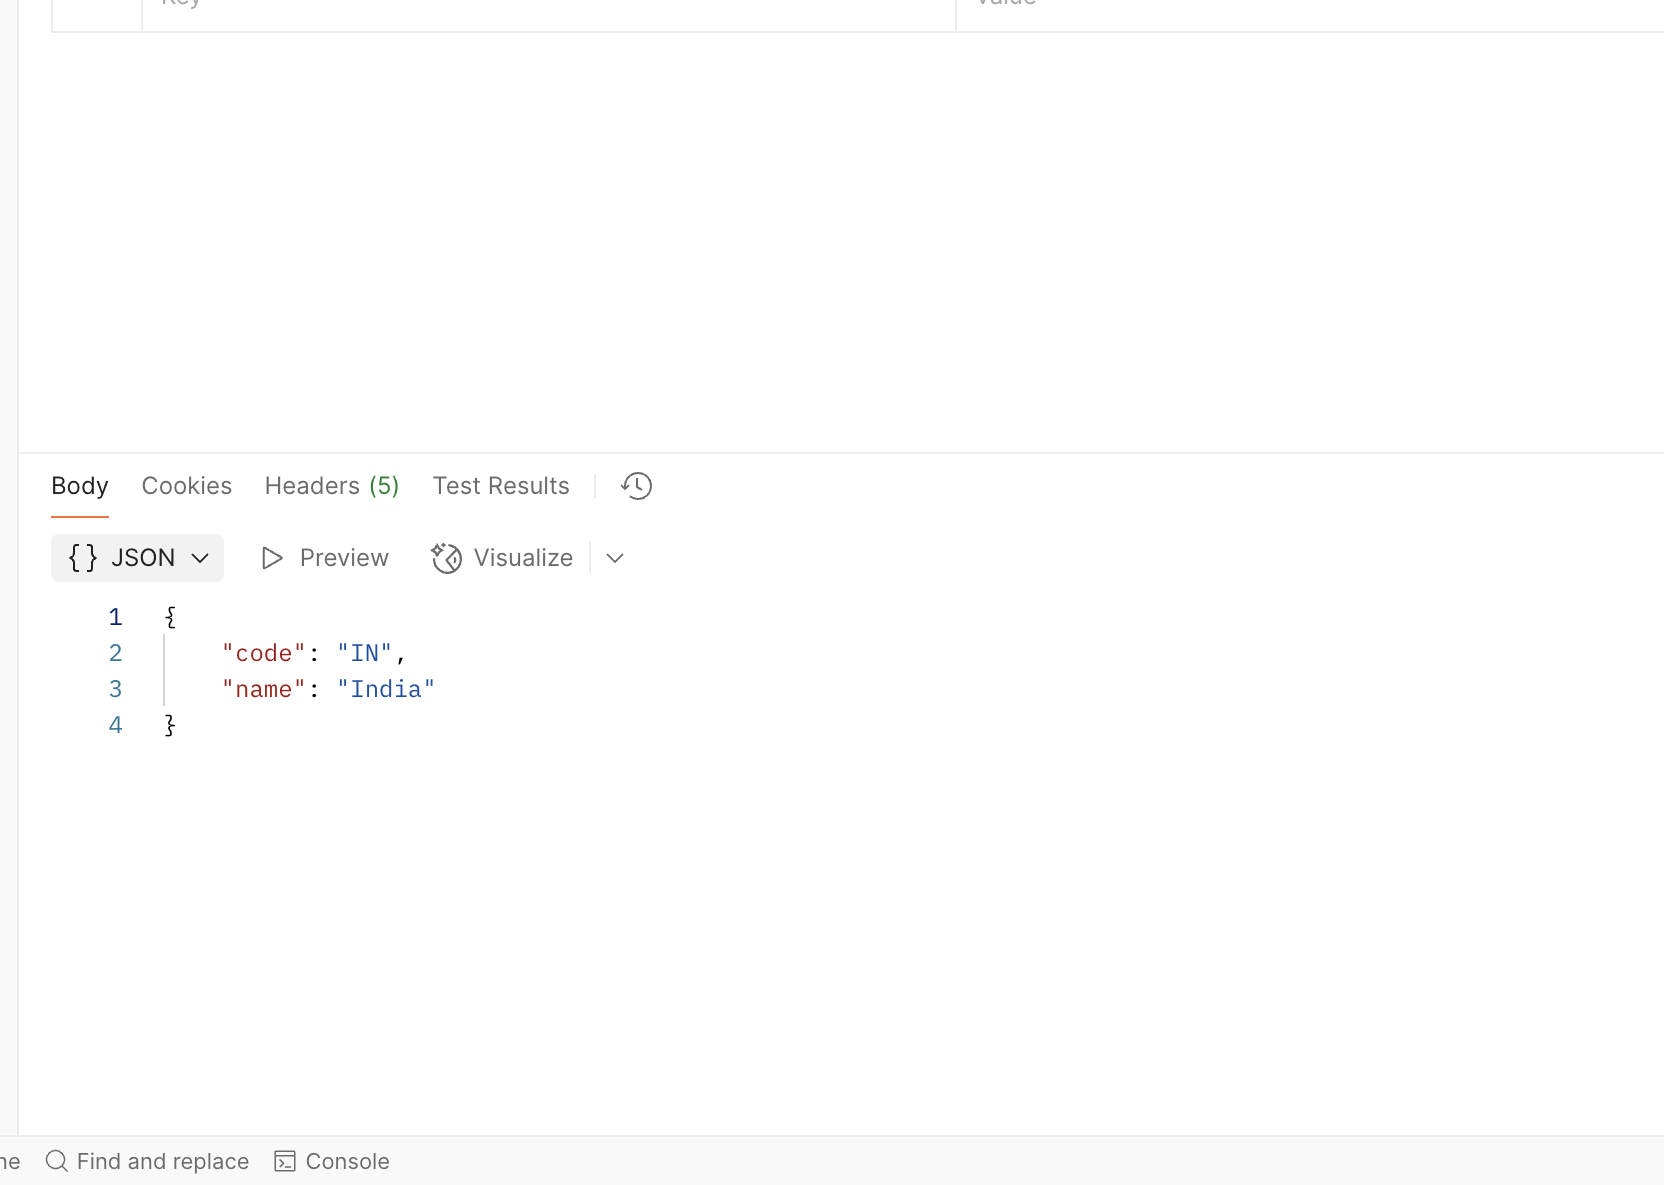 Key Value
Body Cookies Headers (5) Test Results
{} JSON Preview Visualize
1 {
2 "code": "IN",
3 "name": "India"
4 }
Find and replace Console